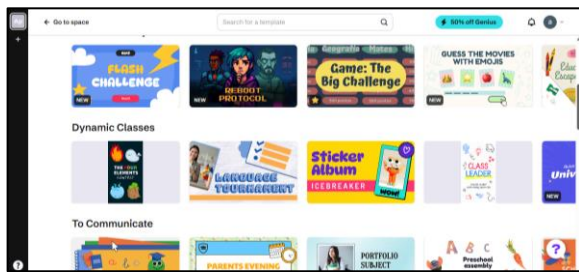 Go to space
Search for a template
50% off Genius
FLASH
CHALLENGE
NEW
REBOOT
PROTOCOL
NEW
Geografía Mates
Game: The
Big Challenge
GUESS THE MOVIES
WITH EMOJIS
NEW
Dynamic Classes
THE FOUR
ELEMENTS
LANGUAGE
TOURNAMENT
Sticker
Album
ICEBREAKER
WOW!
CLASS
LEADER
Univ
NEW
To Communicate
PARENTS EVENING
PORTFOLIO
SUBJECT
A B C
Preschool
assembly
?
?